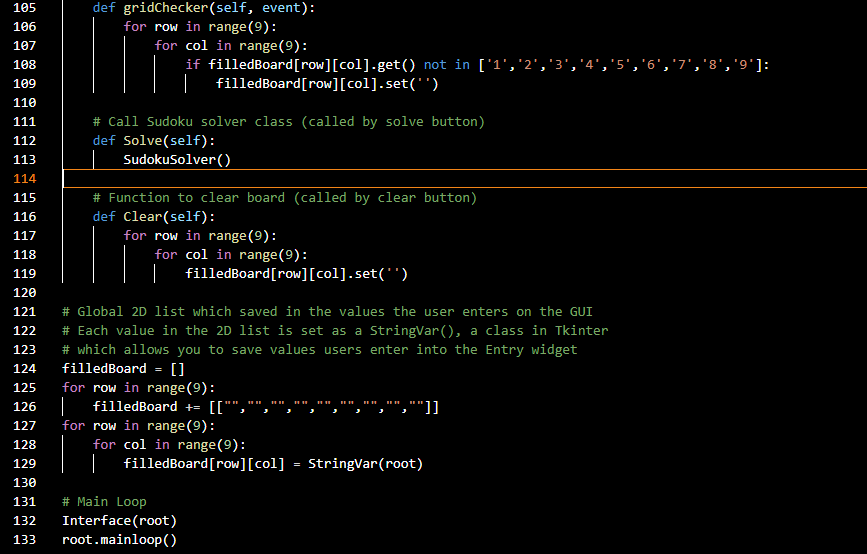 105 def gridChecker(self, event):
106 for row in range(9):
107 for col in range(9):
108 if filledBoard[row][col].get() not in ['1','2','3','4','5','6','7','8','9']:
109 filledBoard[row][col].set('')
110
111 # Call Sudoku solver class (called by solve button)
112 def Solve(self):
113 SudokuSolver()
114
115 # Function to clear board (called by clear button)
116 def Clear(self):
117 for row in range(9):
118 for col in range(9):
119 filledBoard[row][col].set('')
120
121 # Global 2D list which saved in the values the user enters on the GUI
122 # Each value in the 2D list is set as a StringVar(), a class in Tkinter
123 # which allows you to save values users enter into the Entry widget
124 filledBoard = []
125 for row in range(9):
126 filledBoard += [["","","","","","","","",""]]
127 for row in range(9):
128 for col in range(9):
129 filledBoard[row][col] = StringVar(root)
130
131 # Main Loop
132 Interface(root)
133 root.mainloop()